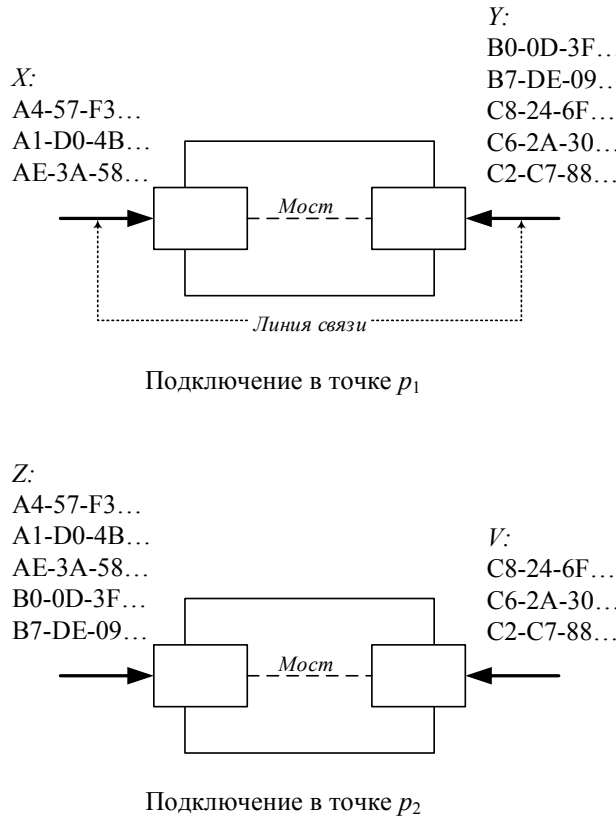 X:
A4-57-F3…
A1-D0-4B…
AE-3A-58…
Y:
B0-0D-3F…
B7-DE-09…
C8-24-6F…
C6-2A-30…
C2-C7-88…
Мост
Линия связи
Подключение в точке p₁
Z:
A4-57-F3…
A1-D0-4B…
AE-3A-58…
B0-0D-3F…
B7-DE-09…
V:
C8-24-6F…
C6-2A-30…
C2-C7-88…
Мост
Подключение в точке p₂